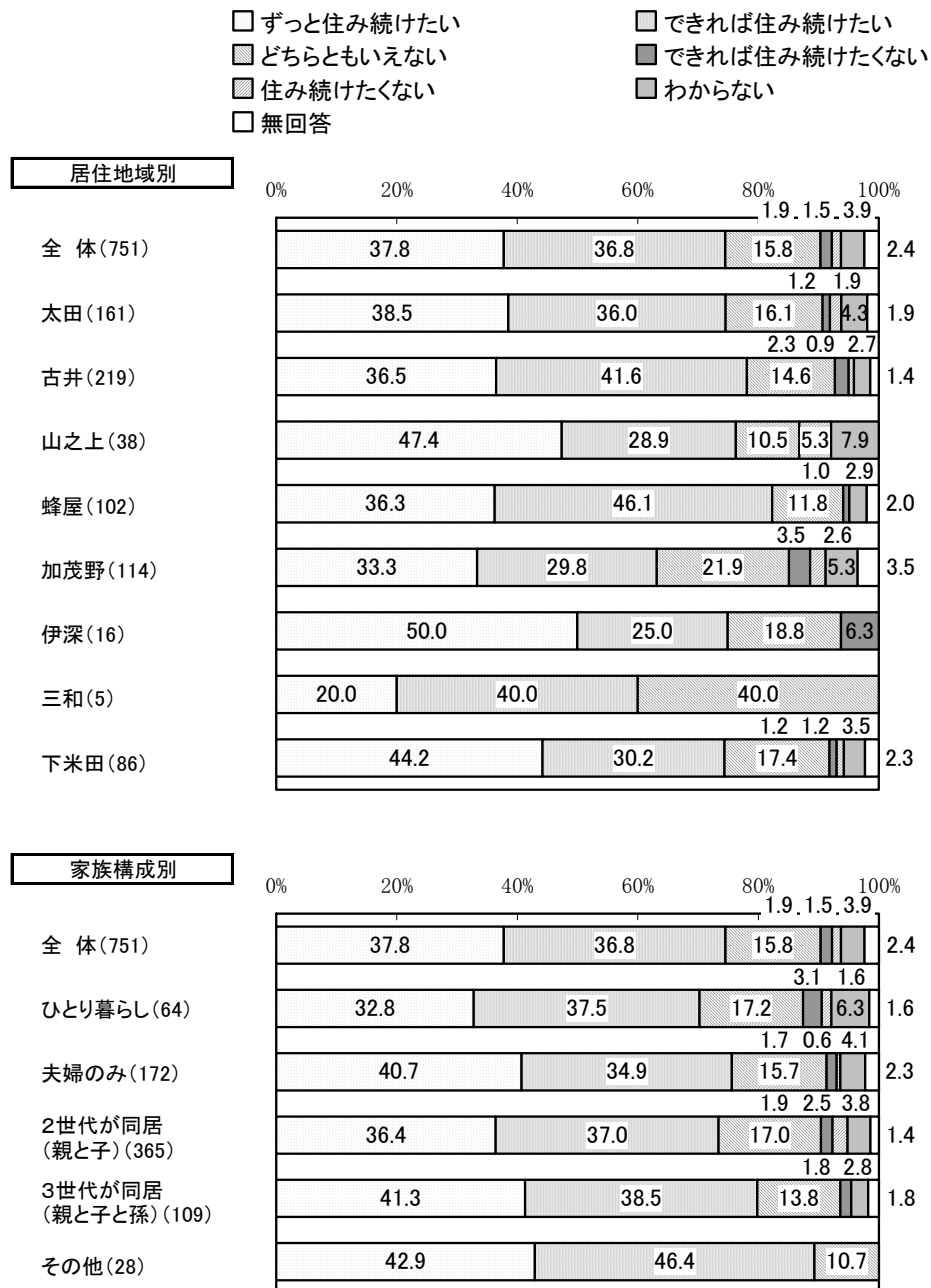 ずっと住み続けたい できれば住み続けたい
どちらともいえない できれば住み続けたくない
住み続けたくない わからない
無回答
居住地域別
0% 20% 40% 60% 80% 100%
1.9 1.5 3.9
全 体(751) 37.8 36.8 15.8 2.4
1.2 1.9
太田(161) 38.5 36.0 16.1 4.3 1.9
2.3 0.9 2.7
古井(219) 36.5 41.6 14.6 1.4
山之上(38) 47.4 28.9 10.5 5.3 7.9
1.0 2.9
蜂屋(102) 36.3 46.1 11.8 2.0
3.5 2.6
加茂野(114) 33.3 29.8 21.9 5.3 3.5
伊深(16) 50.0 25.0 18.8 6.3
三和(5) 20.0 40.0 40.0
1.2 1.2 3.5
下米田(86) 44.2 30.2 17.4 2.3
家族構成別
0% 20% 40% 60% 80% 100%
1.9 1.5 3.9
全 体(751) 37.8 36.8 15.8 2.4
3.1 1.6
ひとり暮らし(64) 32.8 37.5 17.2 6.3 1.6
1.7 0.6 4.1
夫婦のみ(172) 40.7 34.9 15.7 2.3
1.9 2.5 3.8
2世代が同居
(親と子)(365) 36.4 37.0 17.0 1.4
1.8 2.8
3世代が同居
(親と子と孫)(109) 41.3 38.5 13.8 1.8
その他(28) 42.9 46.4 10.7